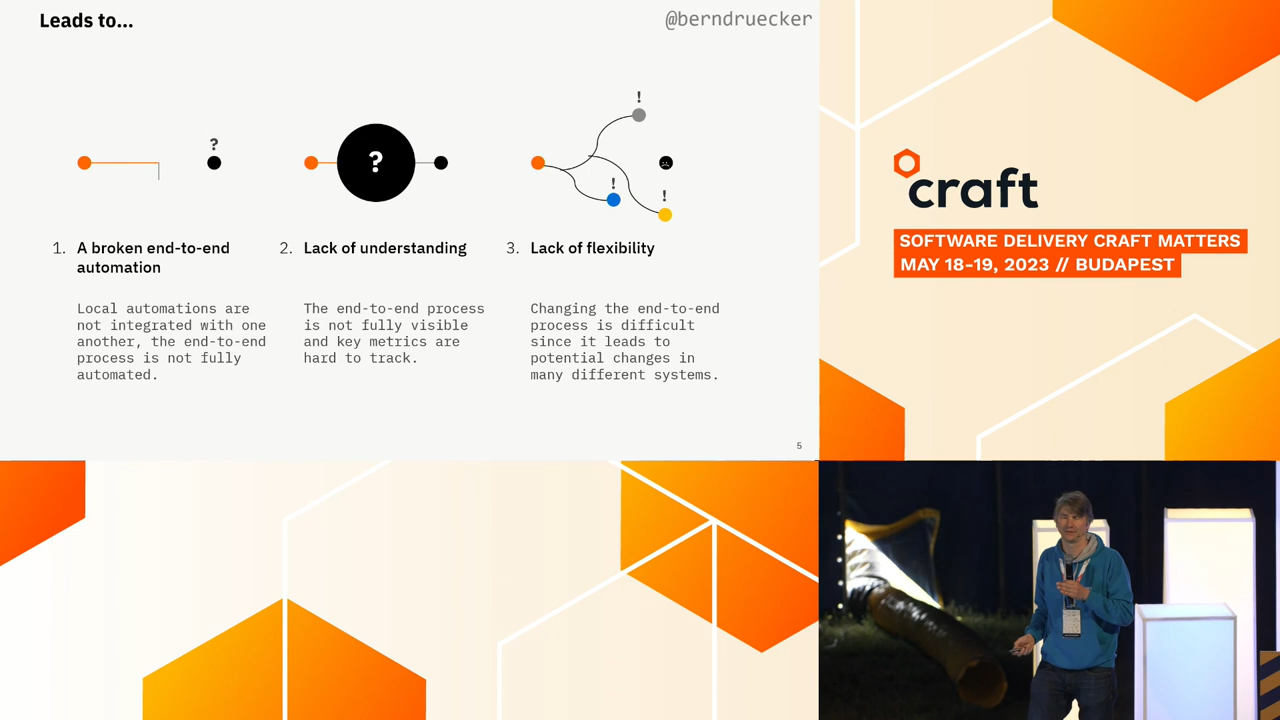 Leads to...
@berndruecker
?
?
!
!
!
1. A broken end-to-end
automation
Local automations are
not integrated with one
another, the end-to-end
process is not fully
automated.
2. Lack of understanding
The end-to-end process
is not fully visible
and key metrics are
hard to track.
3. Lack of flexibility
Changing the end-to-end
process is difficult
since it leads to
potential changes in
many different systems.
5
craft
SOFTWARE DELIVERY CRAFT MATTERS
MAY 18-19, 2023 // BUDAPEST